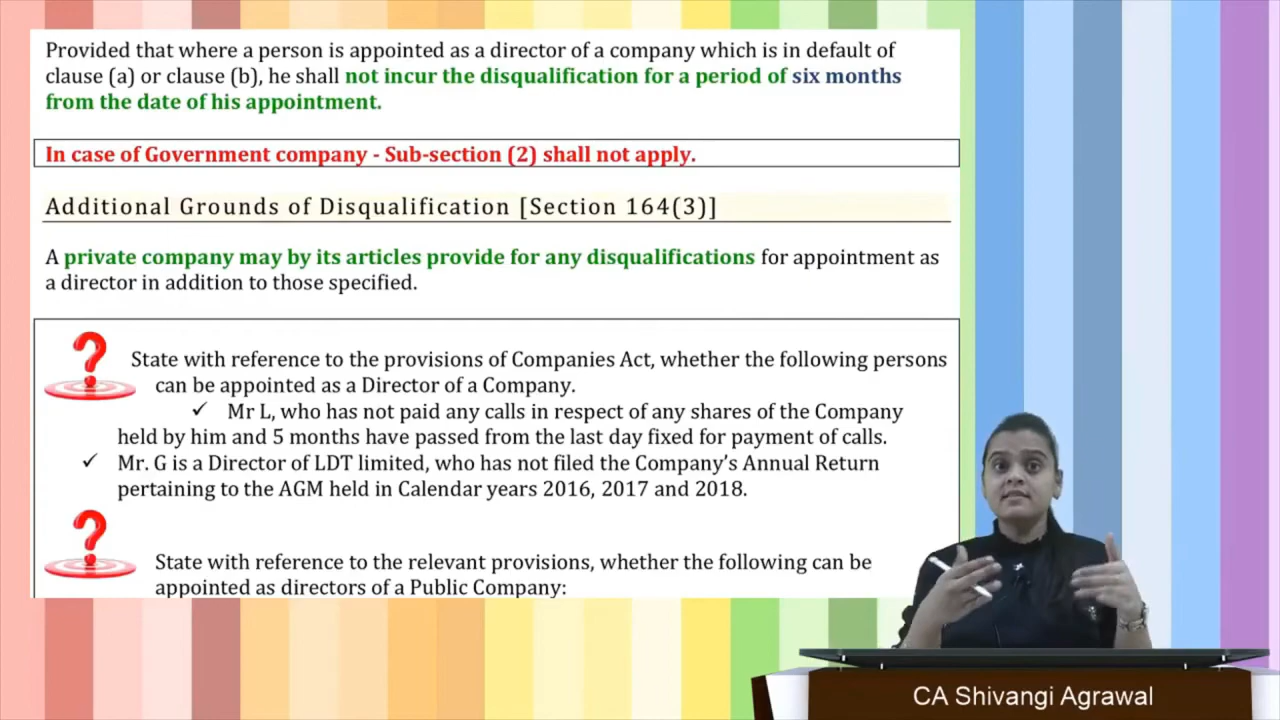 Provided that where a person is appointed as a director of a company which is in default of
clause (a) or clause (b), he shall not incur the disqualification for a period of six months
from the date of his appointment.
In case of Government company - Sub-section (2) shall not apply.
Additional Grounds of Disqualification [Section 164(3)]
A private company may by its articles provide for any disqualifications for appointment as
a director in addition to those specified.
State with reference to the provisions of Companies Act, whether the following persons
can be appointed as a Director of a Company.
✓ Mr L, who has not paid any calls in respect of any shares of the Company
held by him and 5 months have passed from the last day fixed for payment of calls.
✓ Mr. G is a Director of LDT limited, who has not filed the Company's Annual Return
pertaining to the AGM held in Calendar years 2016, 2017 and 2018.
State with reference to the relevant provisions, whether the following can be
appointed as directors of a Public Company:
CA Shivangi Agrawal